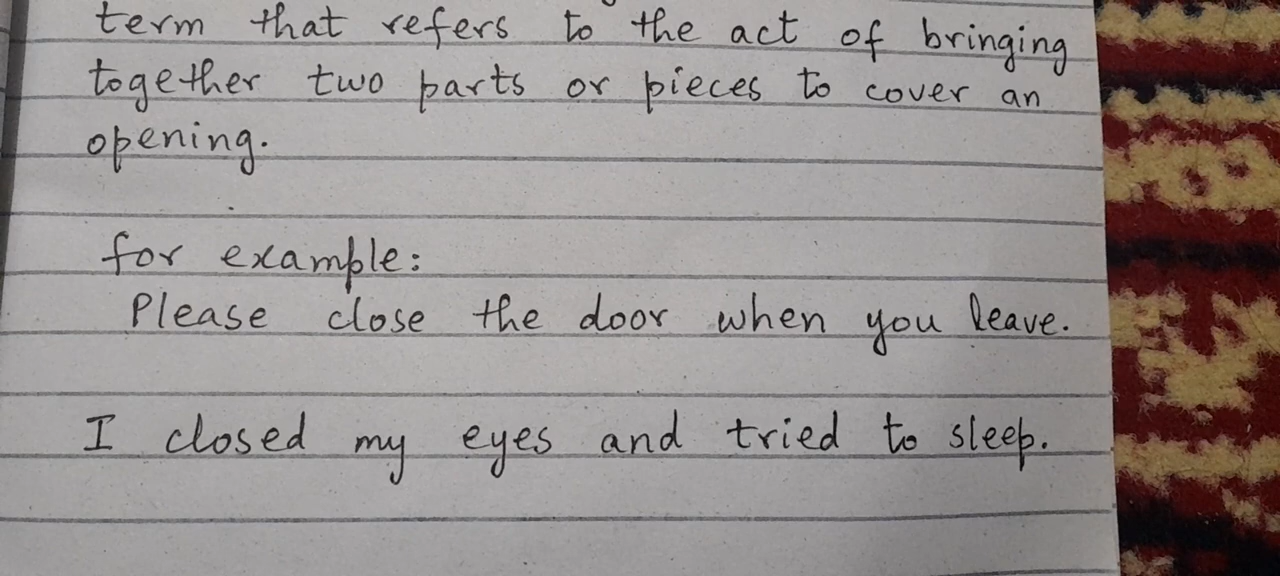 term that refers to the act of bringing
together two parts or pieces to cover an
opening.
for example:
Please close the door when you leave.
I closed my eyes and tried to sleep.